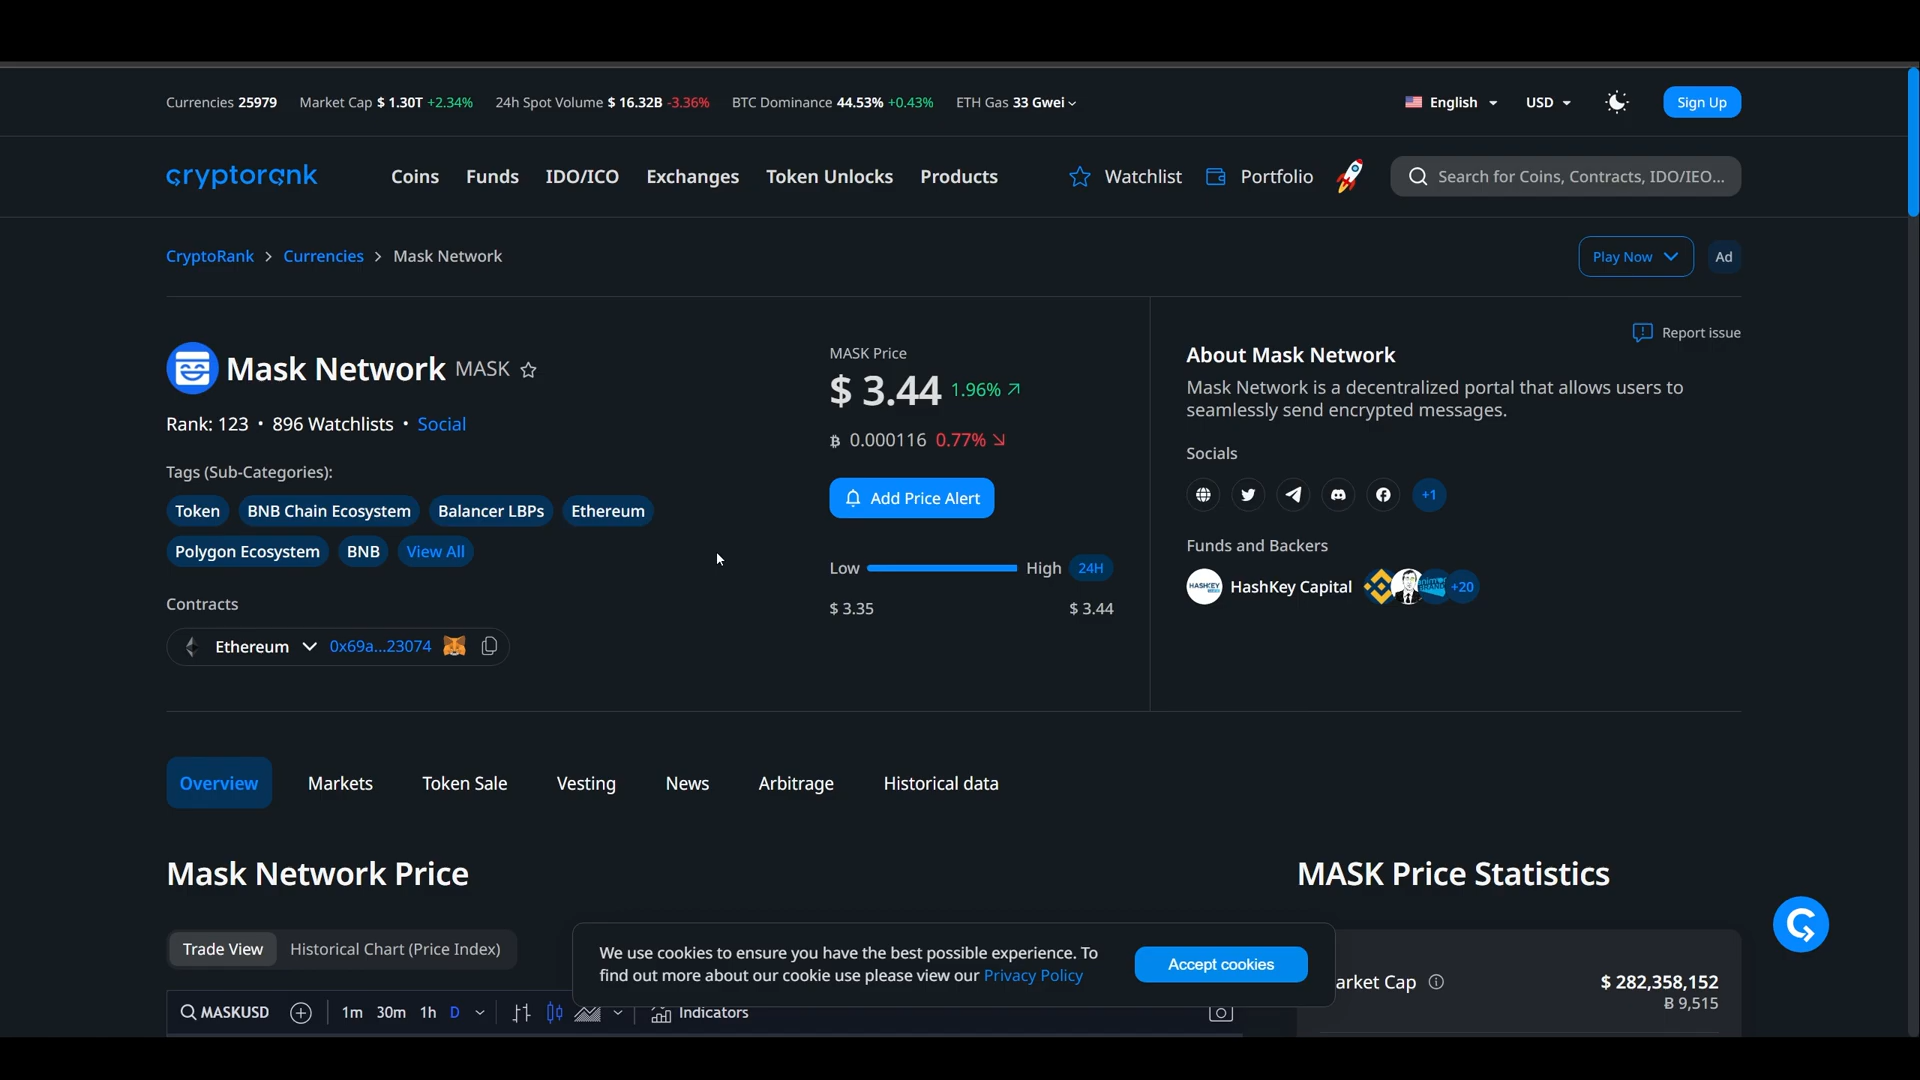 Currencies 25979 Market Cap $ 1.30T +2.34% 24h Spot Volume $ 16.32B -3.36% BTC Dominance 44.53% +0.43% ETH Gas 33 Gwei English USD Sign Up
cryptorank Coins Funds IDO/ICO Exchanges Token Unlocks Products Watchlist Portfolio Search for Coins, Contracts, IDO/IEO...
CryptoRank > Currencies > Mask Network Play Now Ad
Report issue
Mask Network MASK
Rank: 123 • 896 Watchlists • Social
Tags (Sub-Categories):
Token BNB Chain Ecosystem Balancer LBPs Ethereum
Polygon Ecosystem BNB View All
Contracts
Ethereum 0x69a...23074
MASK Price
$ 3.44 1.96%
0.000116 0.77%
Add Price Alert
Low High 24H
$ 3.35 $ 3.44
About Mask Network
Mask Network is a decentralized portal that allows users to
seamlessly send encrypted messages.
Socials
+1
Funds and Backers
HASHKEY HashKey Capital +20
Overview Markets Token Sale Vesting News Arbitrage Historical data
Mask Network Price
MASK Price Statistics
Trade View Historical Chart (Price Index)
We use cookies to ensure you have the best possible experience. To
find out more about our cookie use please view our Privacy Policy
Accept cookies
arket Cap $ 282,358,152
Ƀ 9,515
MASKUSD 1m 30m 1h D Indicators